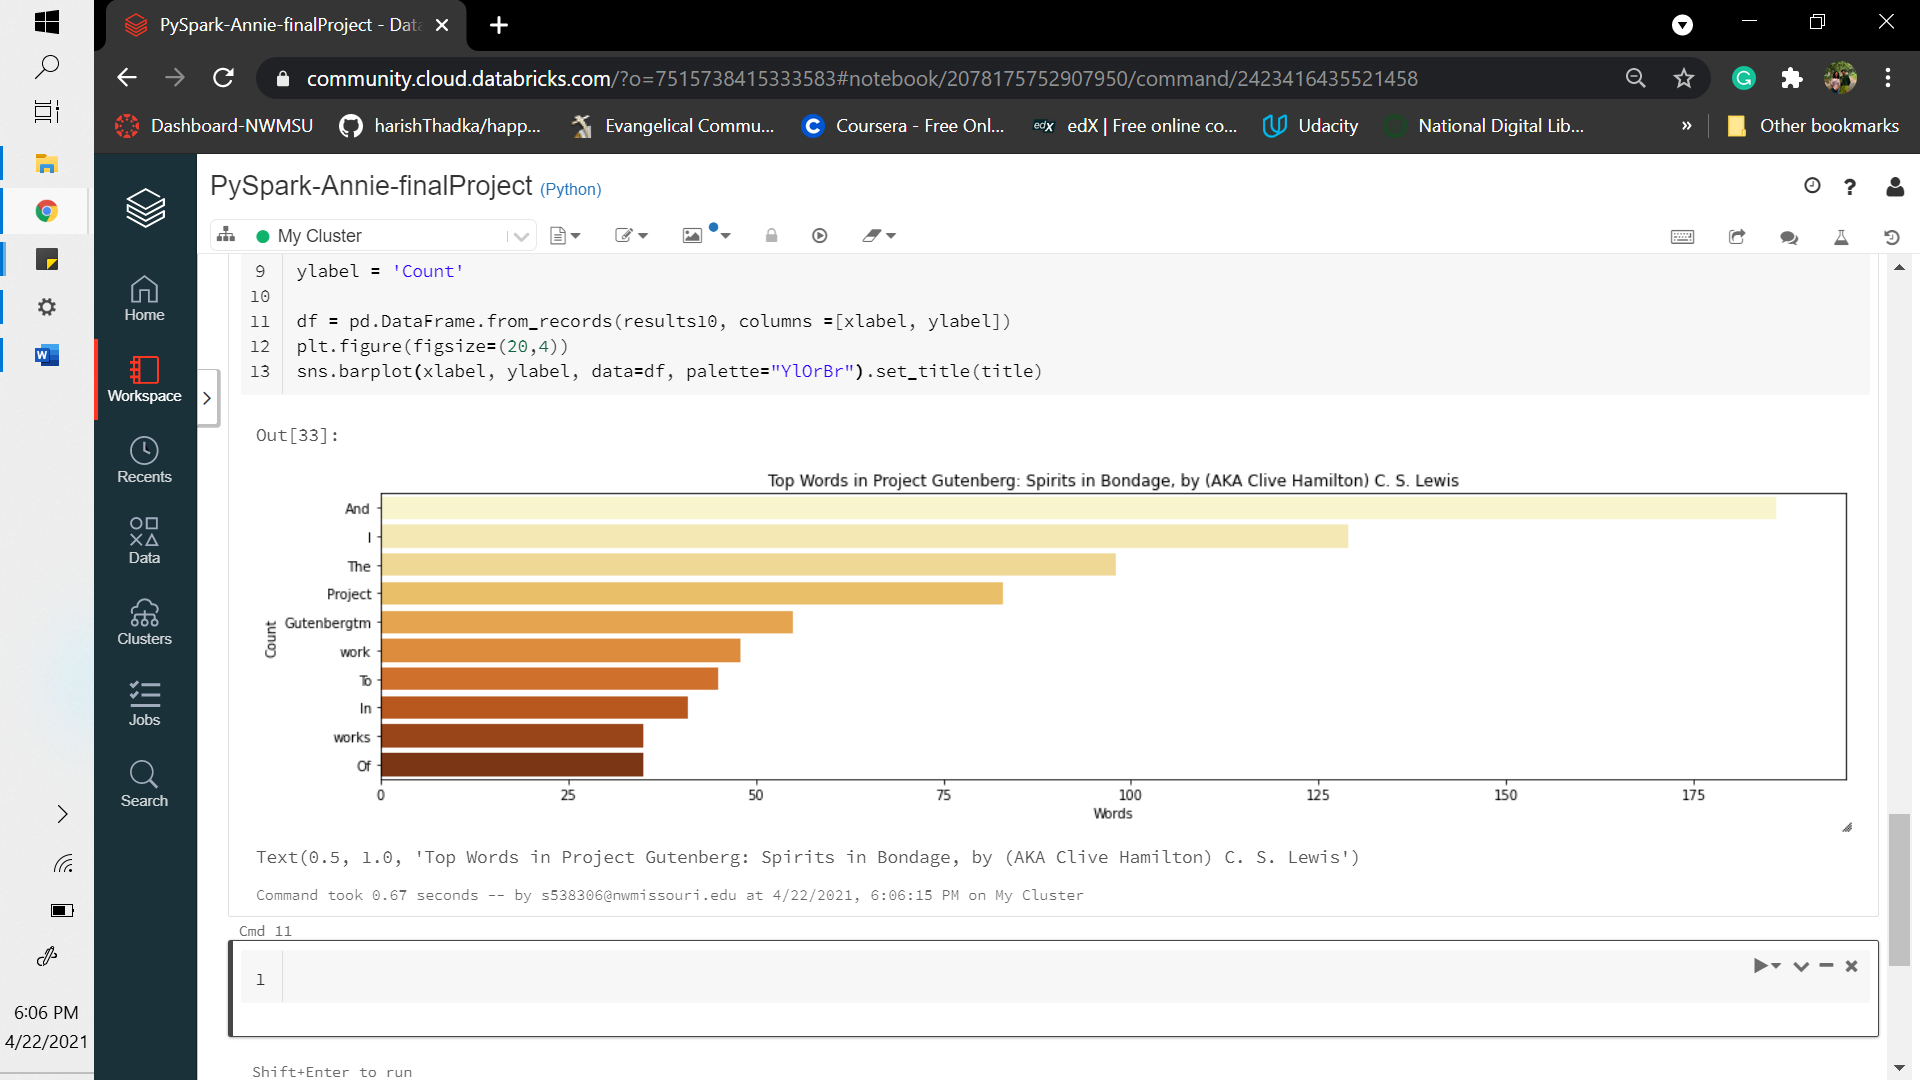 PySpark-Annie-finalProject - Data
community.cloud.databricks.com/?o=7515738415333583#notebook/2078175752907950/command/2423416435521458
Dashboard-NWMSU harishThadka/happ... Evangelical Commu... Coursera - Free Onl... edX edX | Free online co... Udacity National Digital Lib... » Other bookmarks
PySpark-Annie-finalProject (Python)
My Cluster
Home
Workspace
Recents
Data
Clusters
Jobs
Search
9 ylabel = 'Count'
10
11 df = pd.DataFrame.from_records(results10, columns =[xlabel, ylabel])
12 plt.figure(figsize=(20,4))
13 sns.barplot(xlabel, ylabel, data=df, palette="YlOrBr").set_title(title)
Out[33]:
Top Words in Project Gutenberg: Spirits in Bondage, by (AKA Clive Hamilton) C. S. Lewis
Count
And
I
The
Project
Gutenbergtm
work
To
In
works
Of
0 25 50 75 100 125 150 175
Words
Text(0.5, 1.0, 'Top Words in Project Gutenberg: Spirits in Bondage, by (AKA Clive Hamilton) C. S. Lewis')
Command took 0.67 seconds -- by s538306@nwmissouri.edu at 4/22/2021, 6:06:15 PM on My Cluster
Cmd 11
1
Shift+Enter to run
6:06 PM
4/22/2021